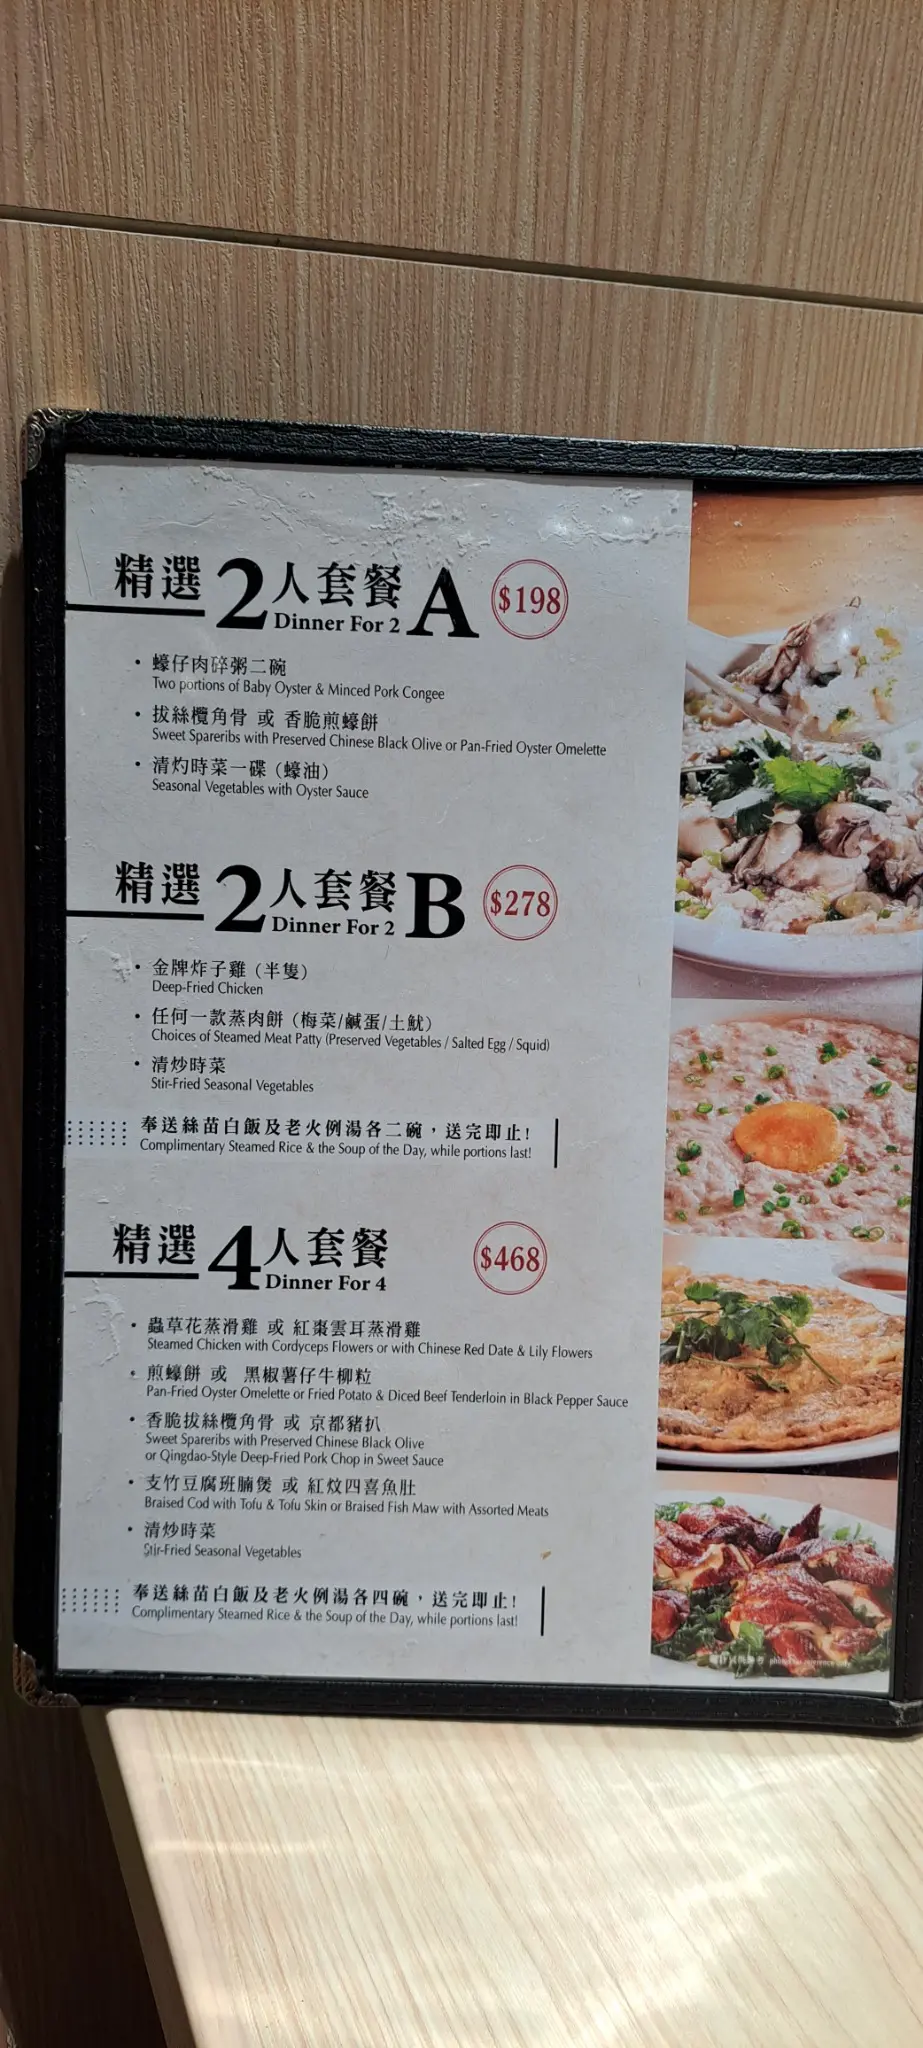 精選2人套餐A $198
Dinner For 2
• 蠔仔肉碎粥二碗
Two portions of Baby Oyster & Minced Pork Congee
• 拔絲欖角骨 或 香脆煎蠔餅
Sweet Spareribs with Preserved Chinese Black Olive or Pan-Fried Oyster Omelette
• 清灼時菜一碟 (蠔油)
Seasonal Vegetables with Oyster Sauce
精選2人套餐B $278
Dinner For 2
• 金牌炸子雞 (半隻)
Deep-Fried Chicken
• 任何一款蒸肉餅 (梅菜/鹹蛋/土魷)
Choices of Steamed Meat Patty (Preserved Vegetables / Salted Egg / Squid)
• 清炒時菜
Stir-Fried Seasonal Vegetables
奉送絲苗白飯及老火例湯各二碗，送完即止!
Complimentary Steamed Rice & the Soup of the Day, while portions last!
精選4人套餐 $468
Dinner For 4
• 蟲草花蒸滑雞 或 紅棗雲耳蒸滑雞
Steamed Chicken with Cordyceps Flowers or with Chinese Red Date & Lily Flowers
• 煎蠔餅 或 黑椒薯仔牛柳粒
Pan-Fried Oyster Omelette or Fried Potato & Diced Beef Tenderloin in Black Pepper Sauce
• 香脆拔絲欖角骨 或 京都豬扒
Sweet Spareribs with Preserved Chinese Black Olive
or Qingdao-Style Deep-Fried Pork Chop in Sweet Sauce
• 支竹豆腐班腩煲 或 紅炆四喜魚肚
Braised Cod with Tofu & Tofu Skin or Braised Fish Maw with Assorted Meats
• 清炒時菜
Stir-Fried Seasonal Vegetables
奉送絲苗白飯及老火例湯各四碗，送完即止!
Complimentary Steamed Rice & the Soup of the Day, while portions last!